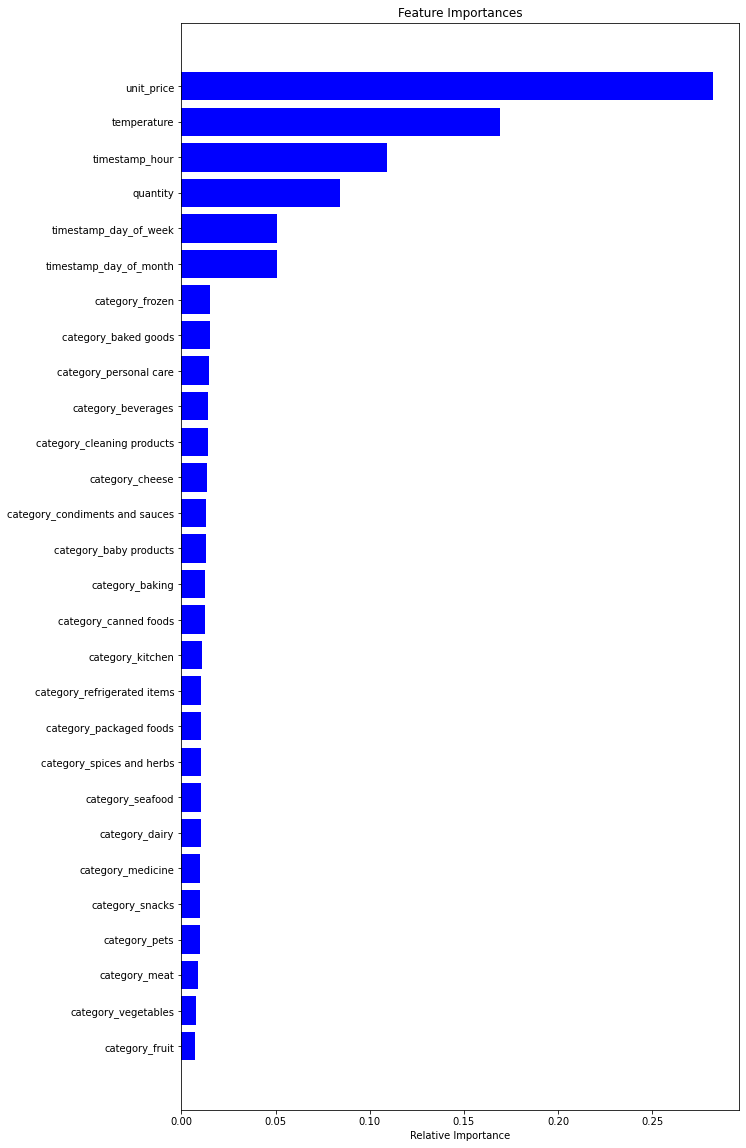 Feature Importances
unit_price
temperature
timestamp_hour
quantity
timestamp_day_of_week
timestamp_day_of_month
category_frozen
category_baked goods
category_personal care
category_beverages
category_cleaning products
category_cheese
category_condiments and sauces
category_baby products
category_baking
category_canned foods
category_kitchen
category_refrigerated items
category_packaged foods
category_spices and herbs
category_seafood
category_dairy
category_medicine
category_snacks
category_pets
category_meat
category_vegetables
category_fruit
0.00 0.05 0.10 0.15 0.20 0.25
Relative Importance